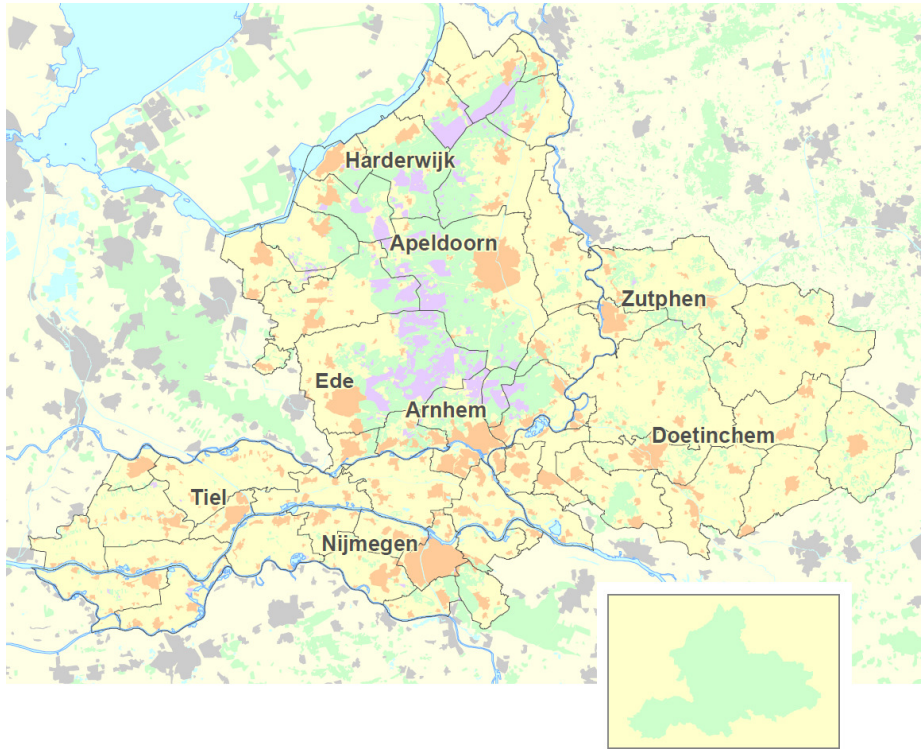 Harderwijk
Apeldoorn
Zutphen
Ede
Arnhem
Doetinchem
Tiel
Nijmegen